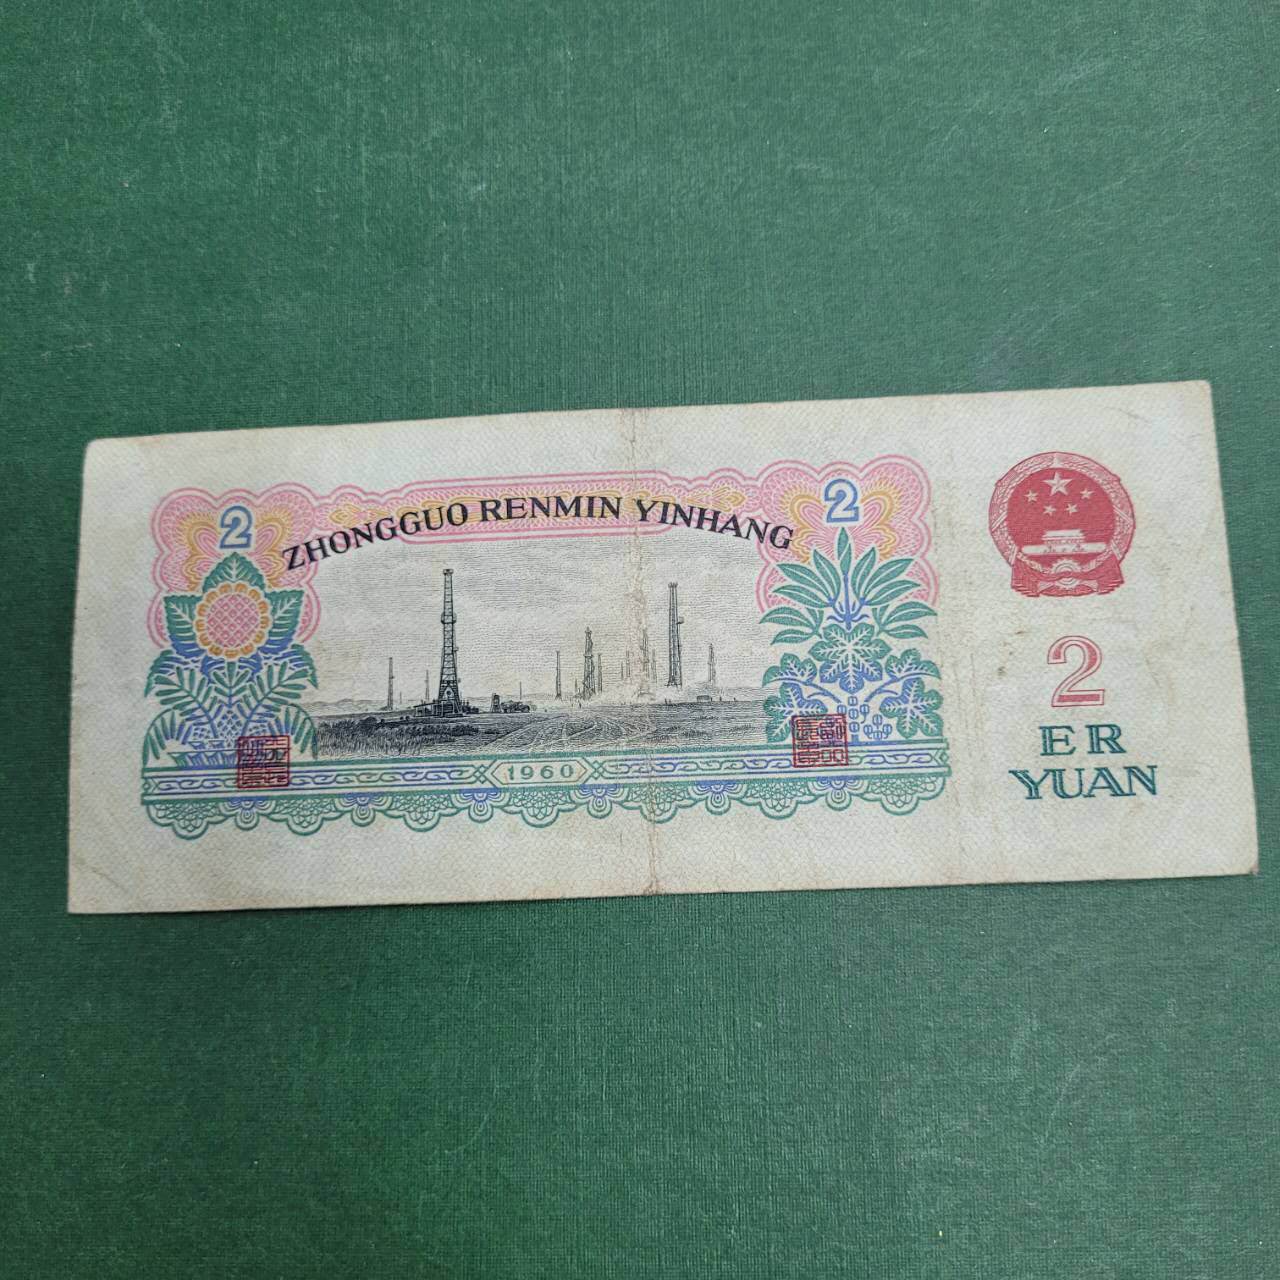 ZHONGGUO RENMIN YINHANG
2
2
1960
2
ER
YUAN